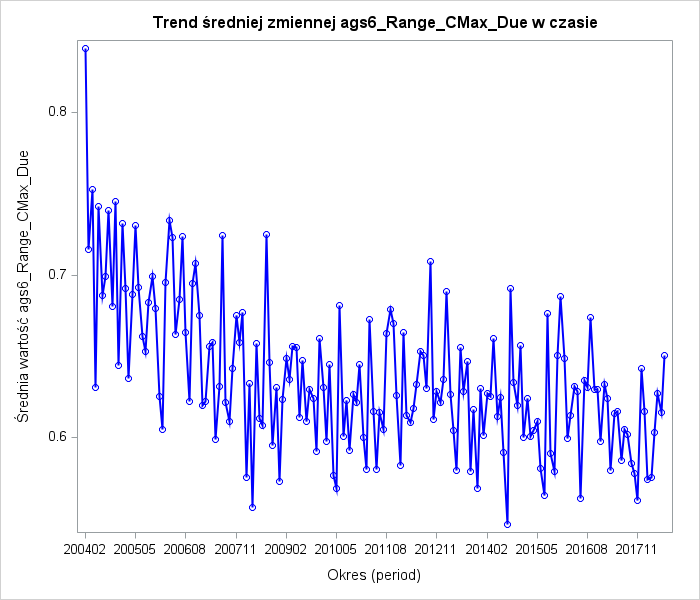 Trend średniej zmiennej ags6_Range_CMax_Due w czasie
Średnia wartość ags6_Range_CMax_Due
0.8
0.7
0.6
200402 200505 200608 200711 200902 201005 201108 201211 201402 201505 201608 201711
Okres (period)